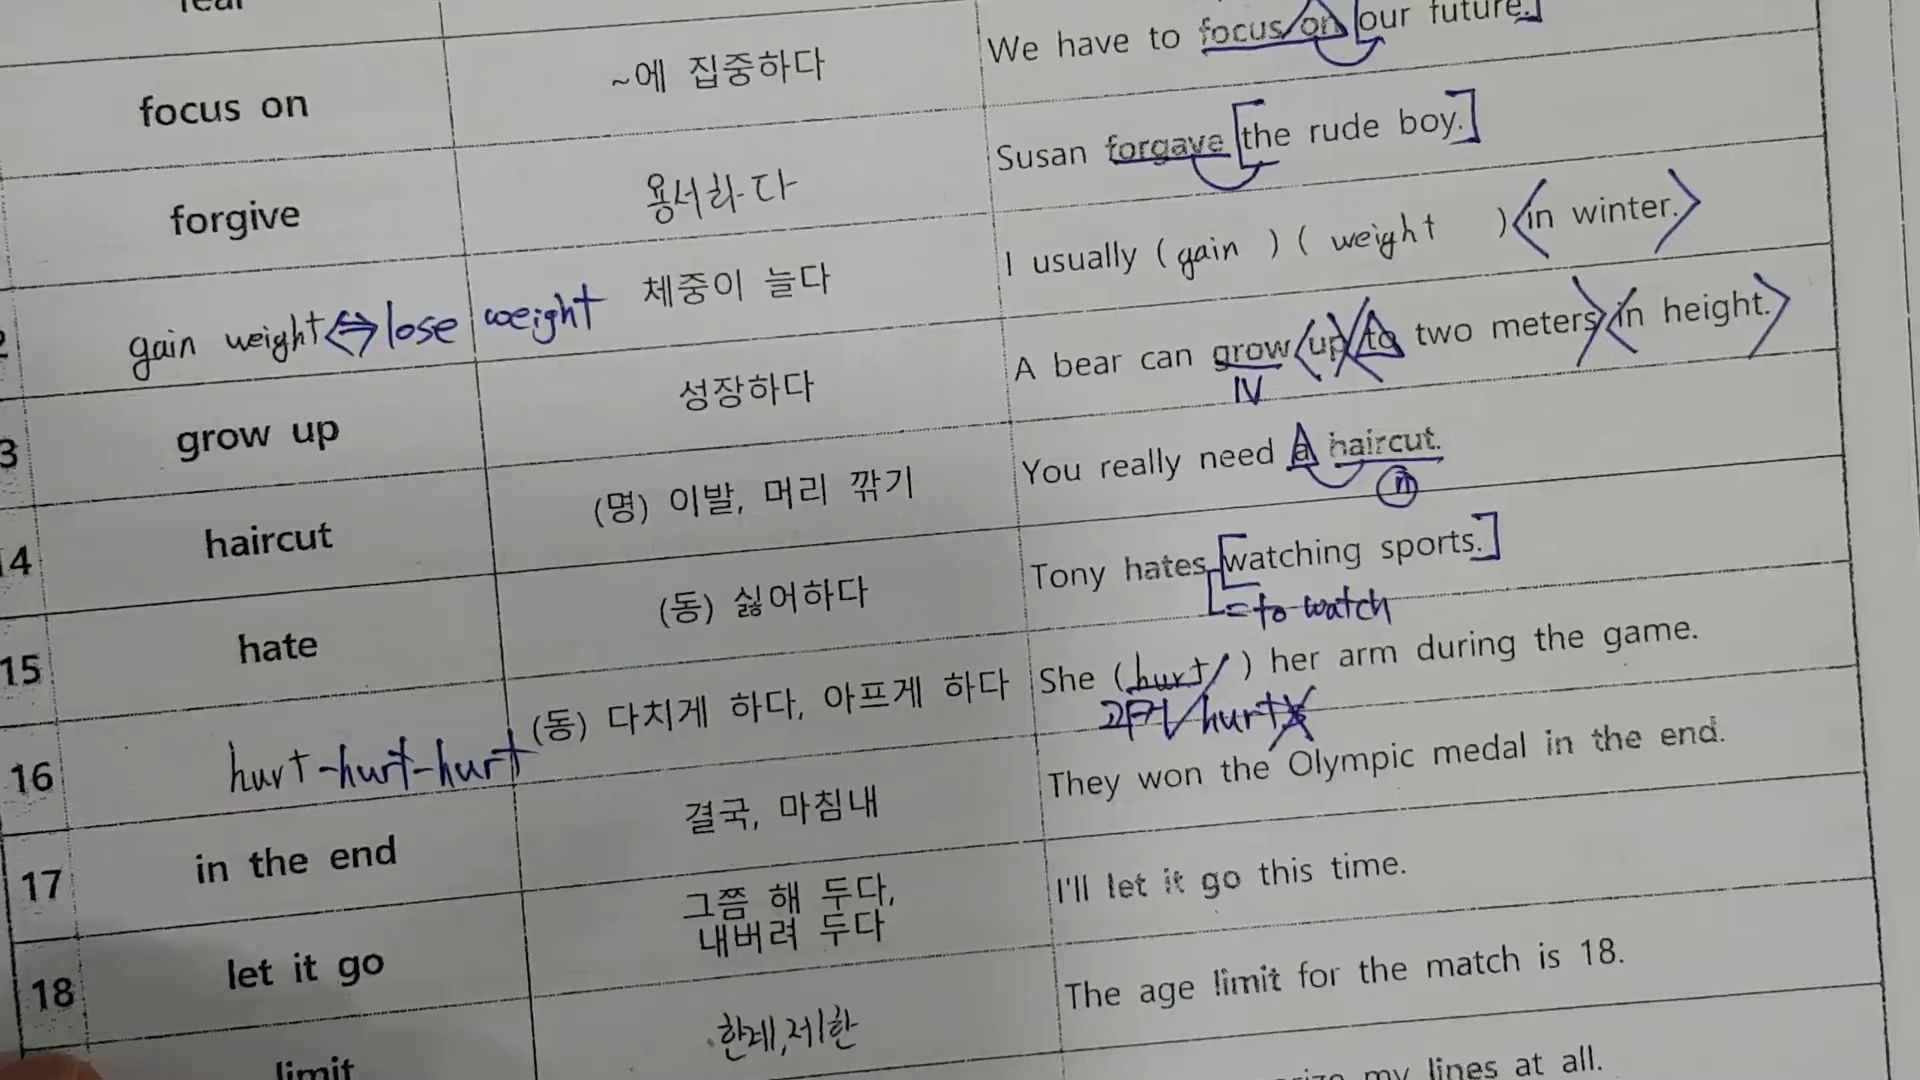 focus on ~에 집중하다 We have to focus on our future.
forgive 용서하다 Susan forgave the rude boy.
gain weight ⇔ lose weight 체중이 늘다 I usually ( gain ) ( weight ) in winter.
3 grow up 성장하다 A bear can grow up to two meters in height.
IV
14 haircut (명) 이발, 머리 깎기 You really need a haircut.
n
15 hate (동) 싫어하다 Tony hates watching sports.
= to watch
16 hurt-hurt-hurt (동) 다치게 하다, 아프게 하다 She ( hurt ) her arm during the game.
과거/hurts
17 in the end 결국, 마침내 They won the Olympic medal in the end.
18 let it go 그쯤 해 두다, I'll let it go this time.
내버려 두다
limit 한계, 제한 The age limit for the match is 18.
my lines at all.